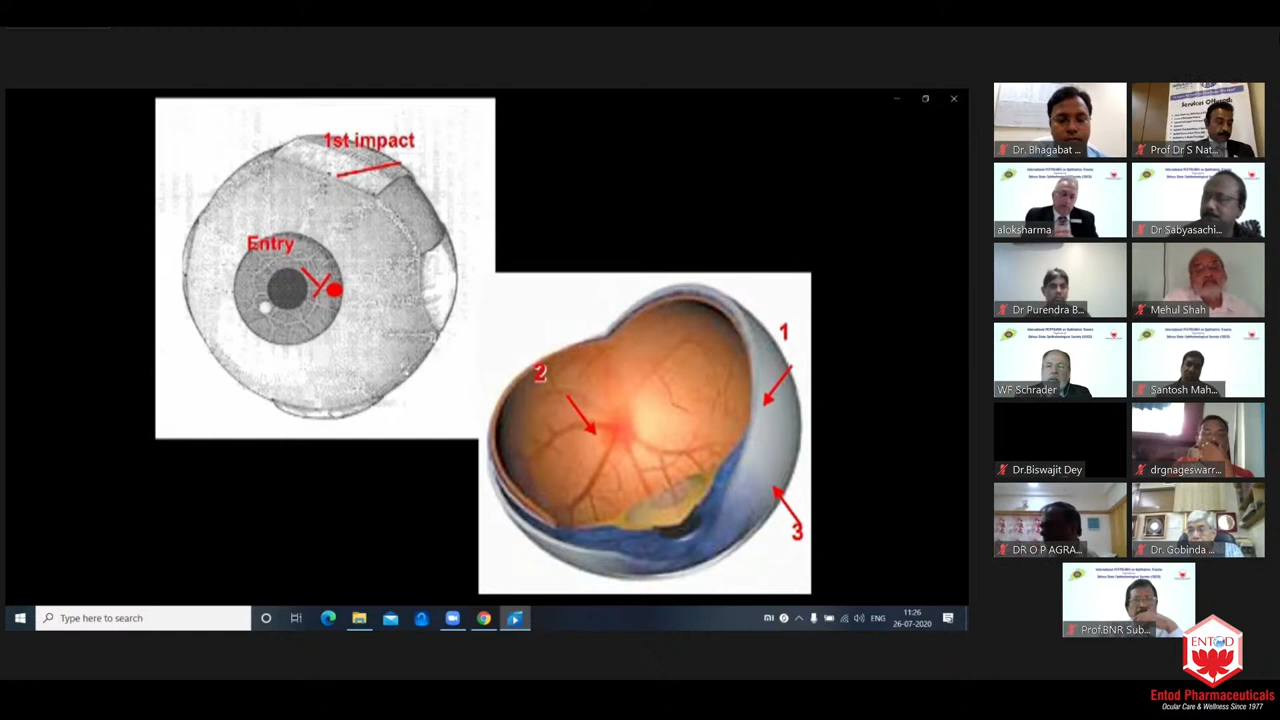 1st impact
Entry
1
2
3
Type here to search
ENG
11:26
26-07-2020
Dr. Bhagabat ...
Services Offered:
Prof Dr S Nat...
aloksharma
Dr Sabyasachi...
Dr Purendra B...
Mehul Shah
WF Schrader
Santosh Mah...
Dr.Biswajit Dey
drgnageswarr...
DR O P AGRA...
Dr. Gobinda ...
Prof.BNR Sub...
ENTOD
Entod Pharmaceuticals
Ocular Care & Wellness Since 1977